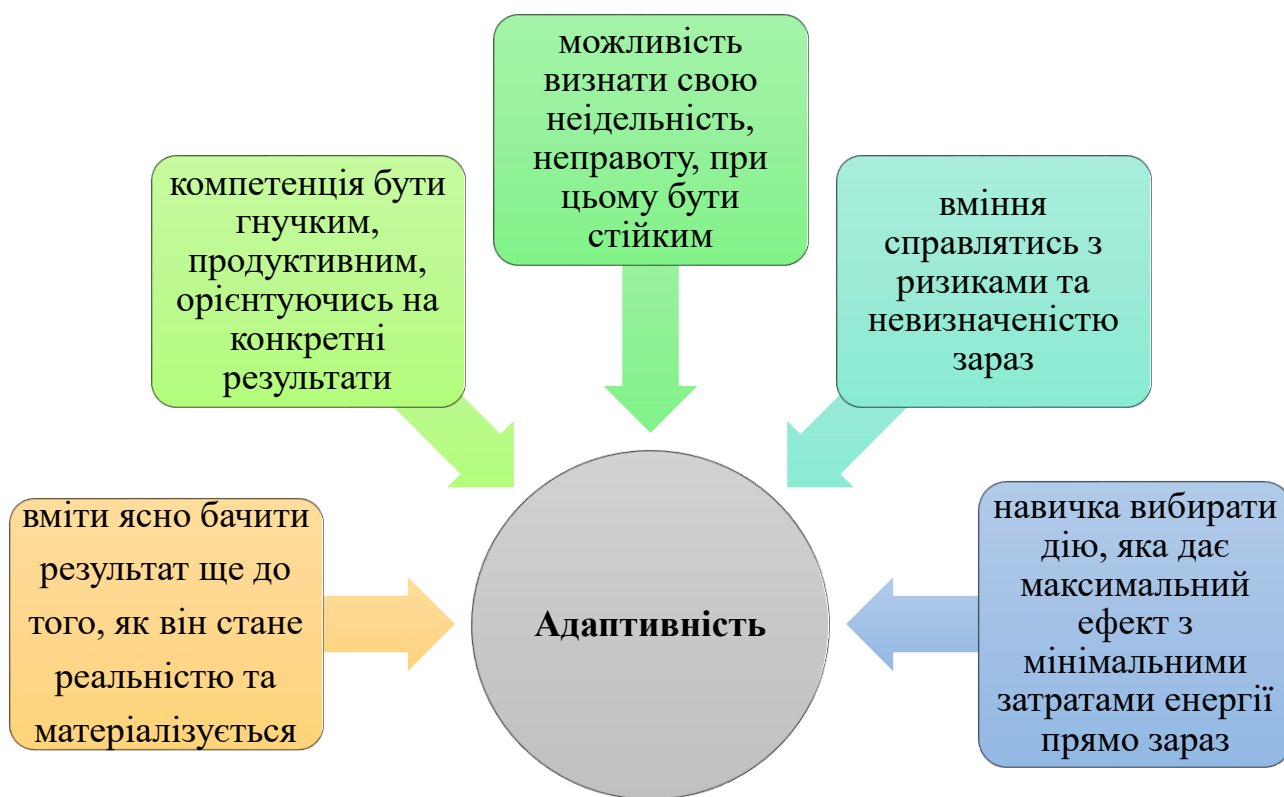 вміти ясно бачити
результат ще до
того, як він стане
реальністю та
матеріалізується
компетенція бути
гнучким,
продуктивним,
орієнтуючись на
конкретні
результати
можливість
визнати свою
неідельність,
неправоту, при
цьому бути
стійким
вміння
справлятись з
ризиками та
невизначеністю
зараз
навичка вибирати
дію, яка дає
максимальний
ефект з
мінімальними
затратами енергії
прямо зараз
Адаптивність